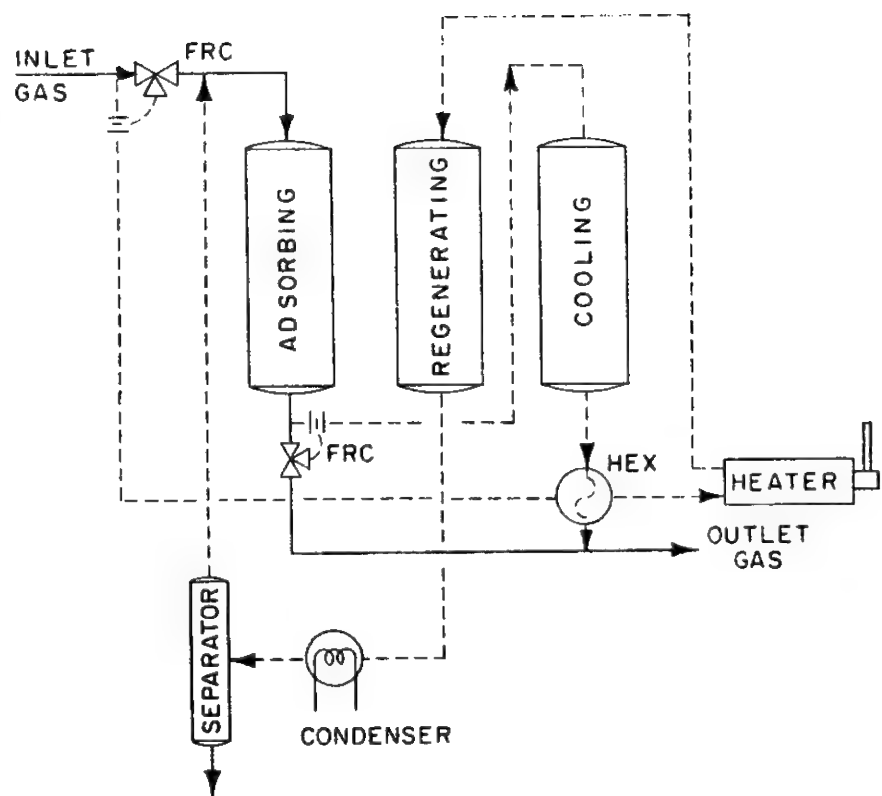 INLET
GAS
FRC
ADSORBING
REGENERATING
COOLING
FRC
HEX
HEATER
OUTLET
GAS
SEPARATOR
CONDENSER